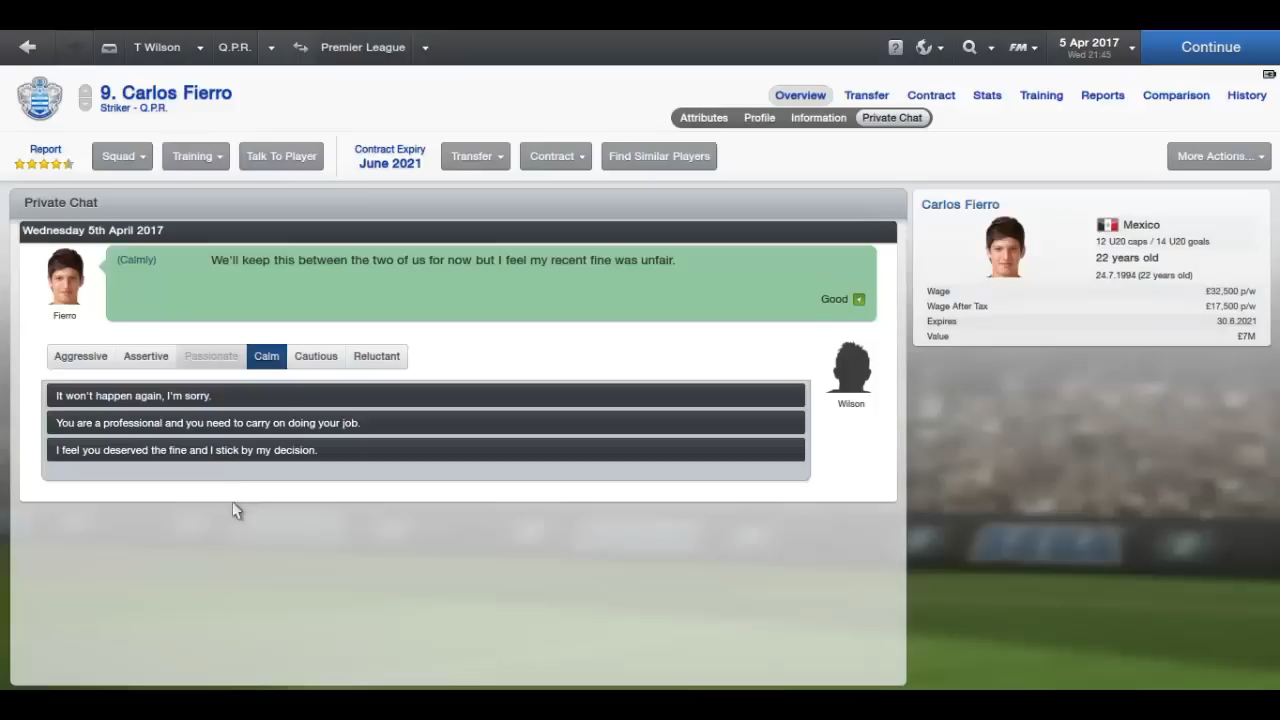 T Wilson
Q.P.R.
Premier League
?
FM
5 Apr 2017
Wed 21:45
Continue
9. Carlos Fierro
Striker - Q.P.R.
Overview Transfer Contract Stats Training Reports Comparison History
Attributes Profile Information Private Chat
Report
Squad
Training
Talk To Player
Contract Expiry
June 2021
Transfer
Contract
Find Similar Players
More Actions...
Private Chat
Wednesday 5th April 2017
(Calmly) We'll keep this between the two of us for now but I feel my recent fine was unfair.
Good
Fierro
Aggressive Assertive Passionate Calm Cautious Reluctant
It won't happen again, I'm sorry.
You are a professional and you need to carry on doing your job.
I feel you deserved the fine and I stick by my decision.
Wilson
Carlos Fierro
Mexico
12 U20 caps / 14 U20 goals
22 years old
24.7.1994 (22 years old)
Wage £32,500 p/w
Wage After Tax £17,500 p/w
Expires 30.6.2021
Value £7M